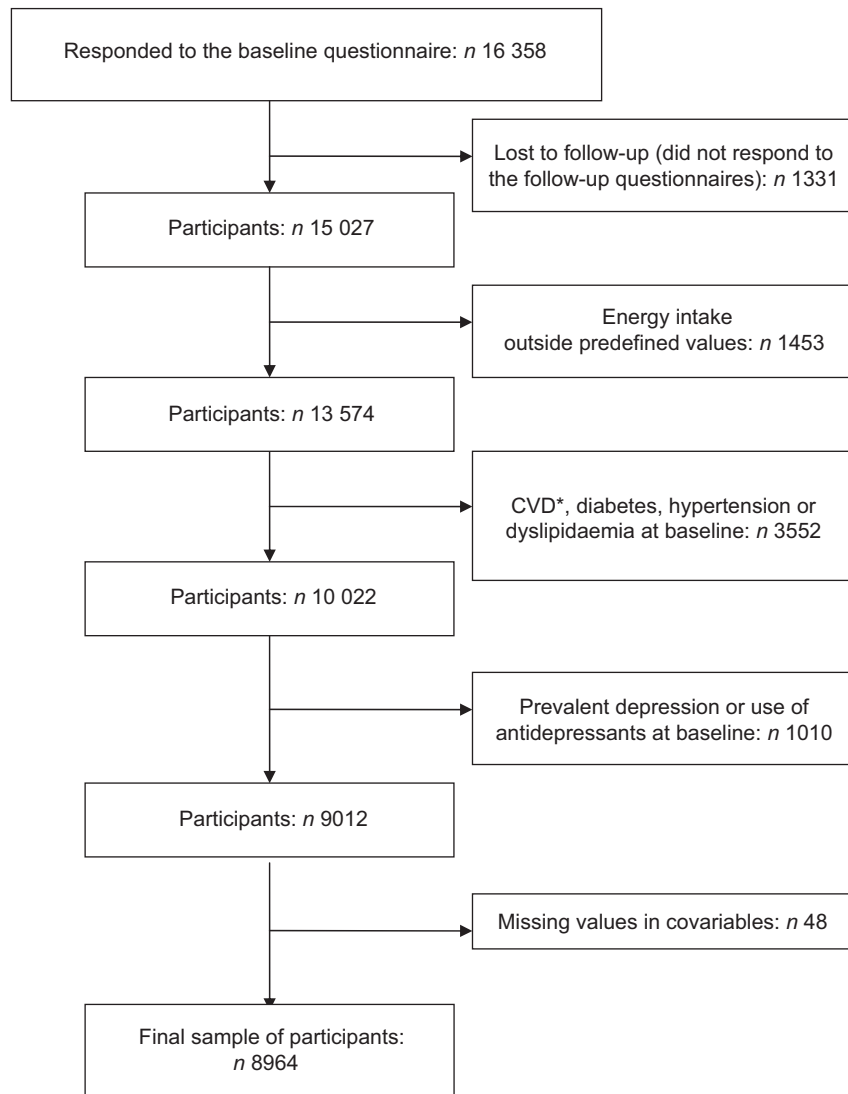 Responded to the baseline questionnaire: n 16 358
Lost to follow-up (did not respond to
the follow-up questionnaires): n 1331
Participants: n 15 027
Energy intake
outside predefined values: n 1453
Participants: n 13 574
CVD*, diabetes, hypertension or
dyslipidaemia at baseline: n 3552
Participants: n 10 022
Prevalent depression or use of
antidepressants at baseline: n 1010
Participants: n 9012
Missing values in covariables: n 48
Final sample of participants:
n 8964